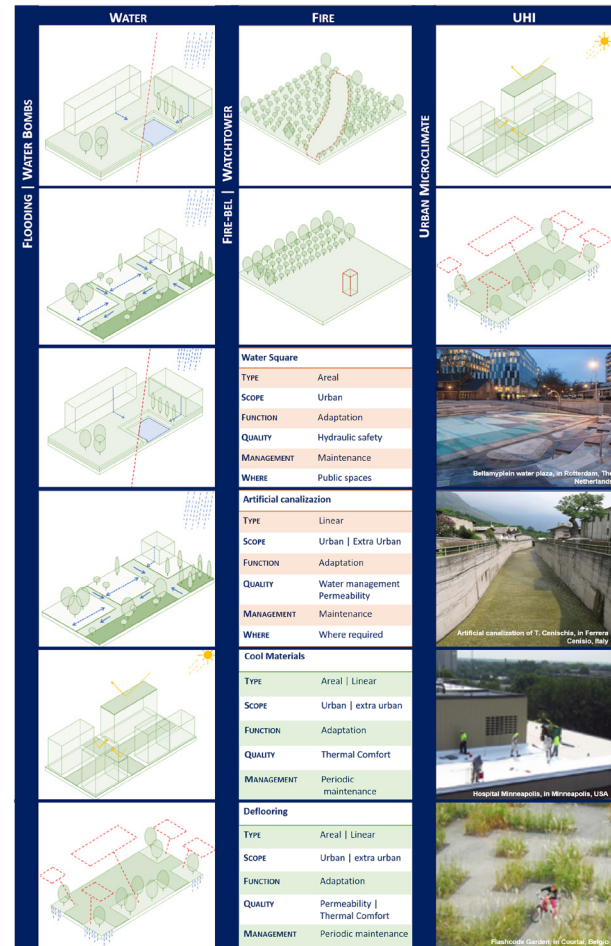 WATER
FIRE
UHI
FLOODING | WATER BOMBS
FIRE-BEL | WATCHTOWER
URBAN MICROCLIMATE
Water Square
TYPE Areal
SCOPE Urban
FUNCTION Adaptation
QUALITY Hydraulic safety
MANAGEMENT Maintenance
WHERE Public spaces
Bellamyplein water plaza, in Rotterdam, The
Netherlands
Artificial canalizazion
TYPE Linear
SCOPE Urban | Extra Urban
FUNCTION Adaptation
QUALITY Water management
Permeability
MANAGEMENT Maintenance
WHERE Where required
Artificial canalization of T. Cenischia, in Ferrera
Cenisio, Italy
Cool Materials
TYPE Areal | Linear
SCOPE Urban | extra urban
FUNCTION Adaptation
QUALITY Thermal Comfort
MANAGEMENT Periodic
maintenance
Hospital Minneapolis, in Minneapolis, USA
Deflooring
TYPE Areal | Linear
SCOPE Urban | extra urban
FUNCTION Adaptation
QUALITY Permeability |
Thermal Comfort
MANAGEMENT Periodic maintenance
Flashcode Garden, in Courtai, Belgio